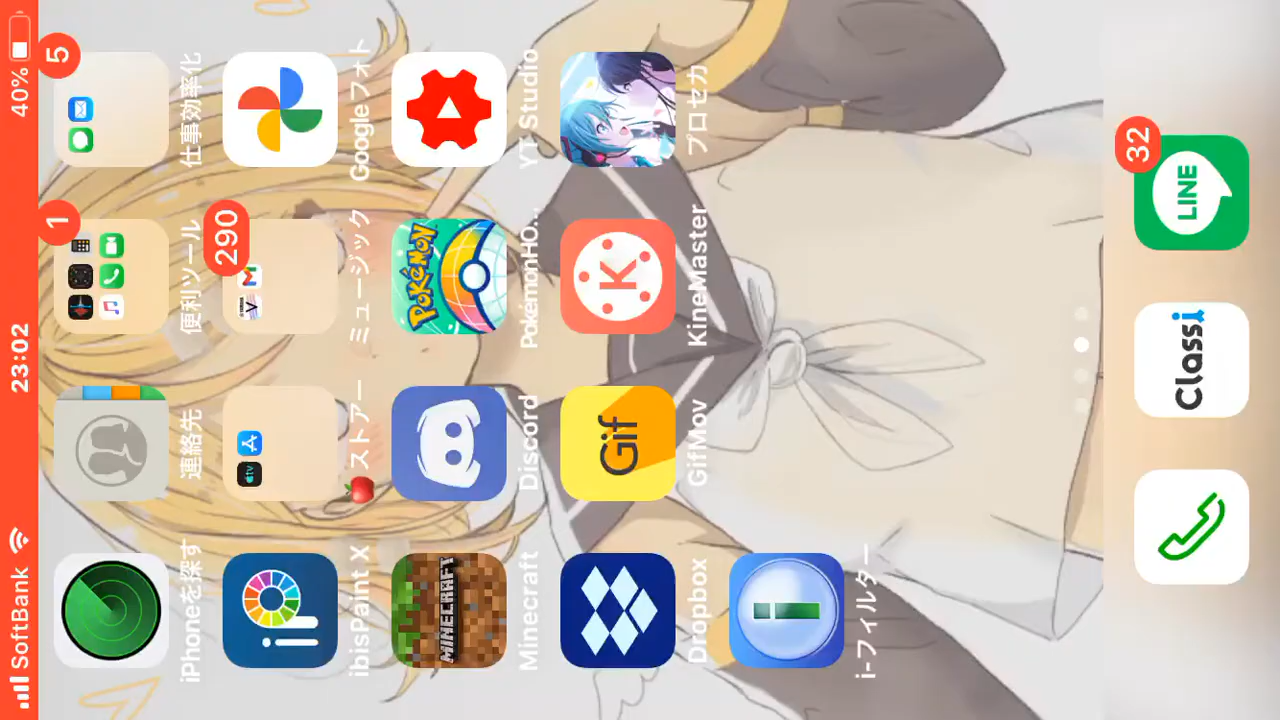 SoftBank 23:02 40%
1 5
iPhoneを探す 連絡先 便利ツール 仕事効率化
290
ibisPaint X ストアー ミュージック Google フォト
MINECRAFT POKÉMON
Minecraft Discord PokémonHO... YT Studio
Gif K
Dropbox GifMov KineMaster プロセカ
i-フィルター
32
Classi LINE